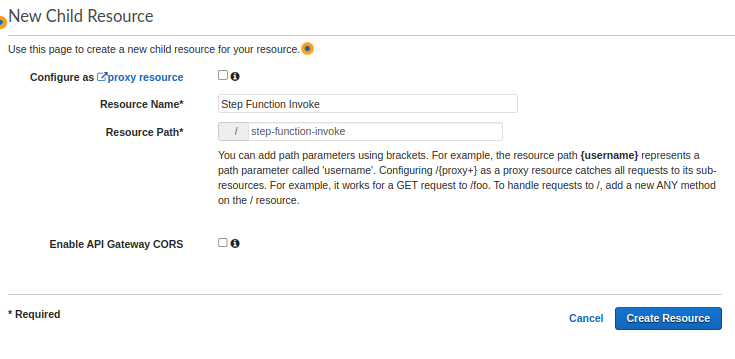 New Child Resource
Use this page to create a new child resource for your resource.
Configure as proxy resource
Resource Name* Step Function Invoke
Resource Path* / step-function-invoke
You can add path parameters using brackets. For example, the resource path {username} represents a
path parameter called 'username'. Configuring /{proxy+} as a proxy resource catches all requests to its sub-
resources. For example, it works for a GET request to /foo. To handle requests to /, add a new ANY method
on the / resource.
Enable API Gateway CORS
* Required
Cancel Create Resource